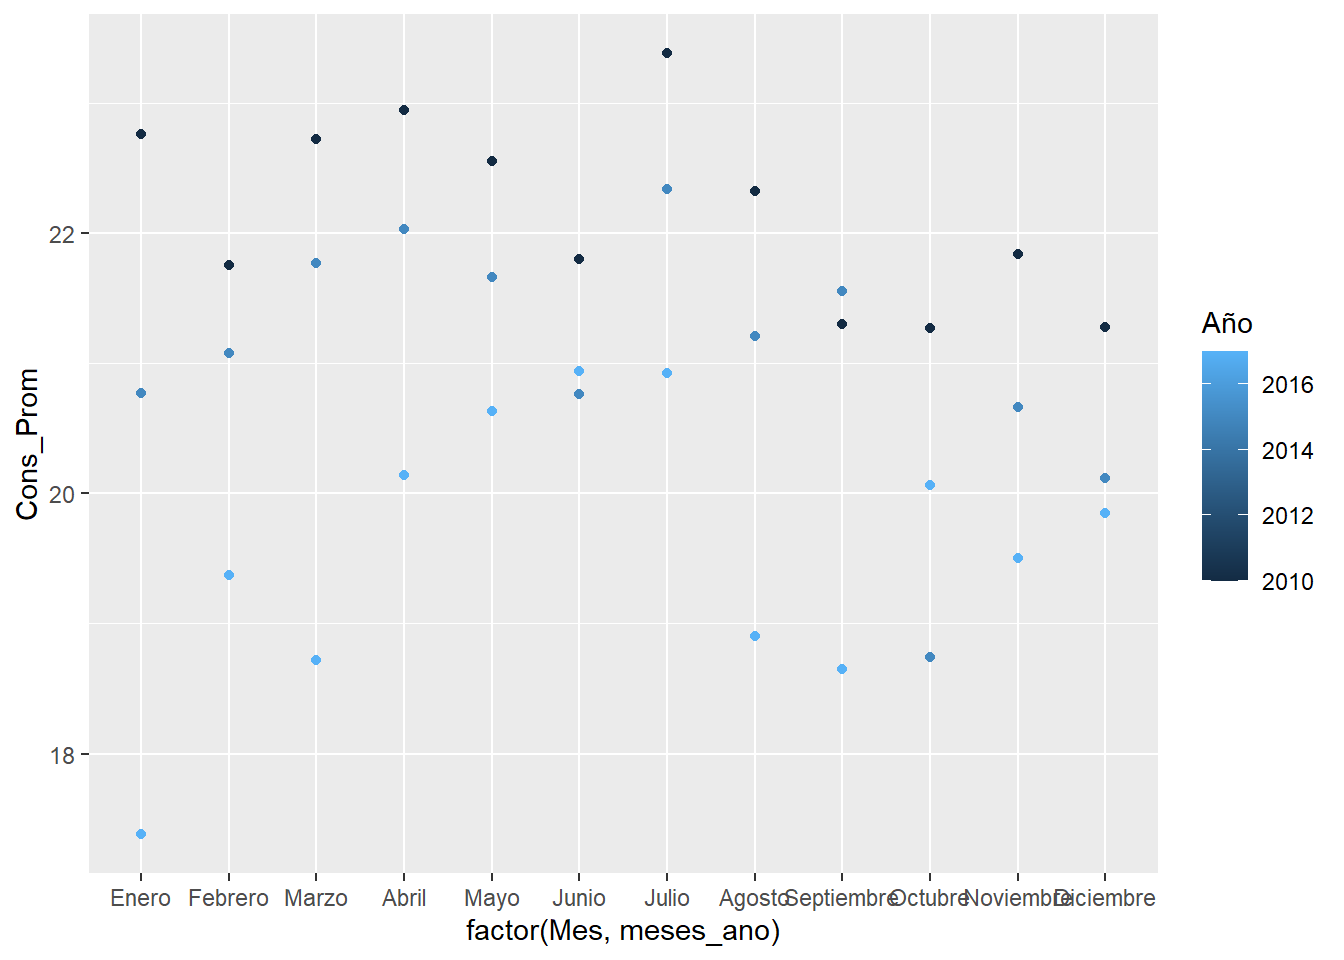 Cons_Prom
22
20
18
Enero Febrero Marzo Abril Mayo Junio Julio Agosto Septiembre Octubre Noviembre Diciembre
factor(Mes, meses_ano)
Año
2016
2014
2012
2010